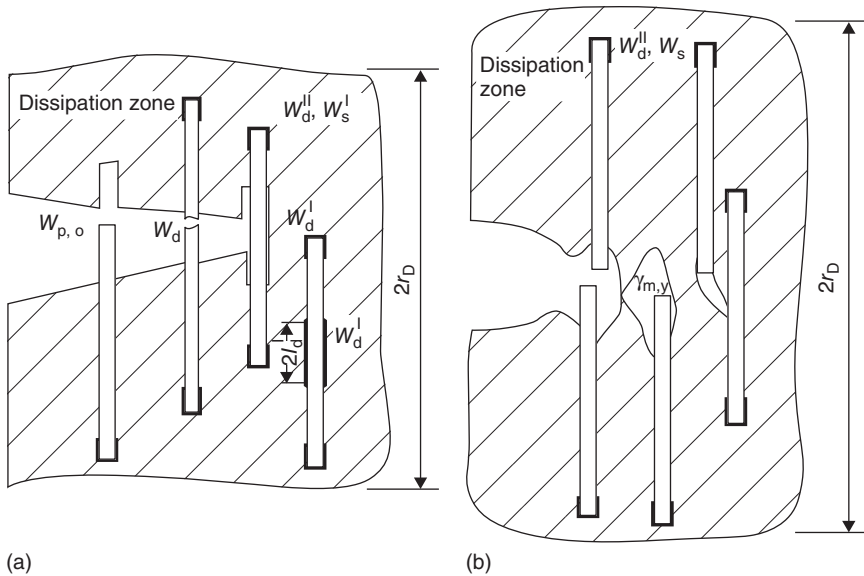 Dissipation zone
W_d^II, W_s^I
W_p, o
W_d
W_d^I
W_d^I
2l_d
2r_D
(a)
Dissipation
zone
W_d^II, W_s
γ_m,y
2r_D
(b)